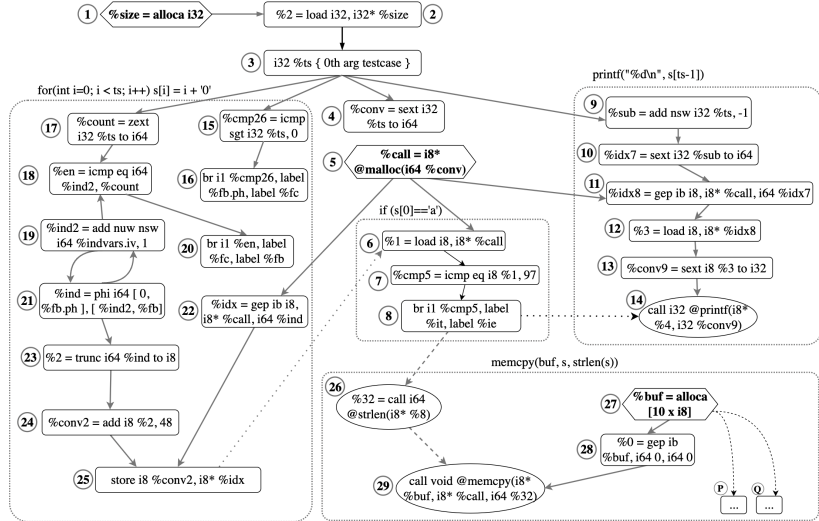 1
%size = alloca i32
%2 = load i32, i32* %size
2
3
i32 %ts { 0th arg testcase }
for(int i=0; i < ts; i++) s[i] = i + '0'
17
%count = zext
i32 %ts to i64
15
%cmp26 = icmp
sgt i32 %ts, 0
4
%conv = sext i32
%ts to i64
printf("%d\n", s[ts-1])
9
%sub = add nsw i32 %ts, -1
18
%en = icmp eq i64
%ind2, %count
16
br i1 %cmp26, label
%fb.ph, label %fc
5
%call = i8*
@malloc(i64 %conv)
10
%idx7 = sext i32 %sub to i64
11
%idx8 = gep ib i8, i8* %call, i64 %idx7
19
%ind2 = add nuw nsw
i64 %indvars.iv, 1
20
br i1 %en, label
%fc, label %fb
if (s[0]=='a')
6
%1 = load i8, i8* %call
12
%3 = load i8, i8* %idx8
7
%cmp5 = icmp eq i8 %1, 97
13
%conv9 = sext i8 %3 to i32
21
%ind = phi i64 [ 0,
%fb.ph ], [ %ind2, %fb]
22
%idx = gep ib i8,
i8* %call, i64 %ind
8
br i1 %cmp5, label
%it, label %ie
14
call i32 @printf(i8*
%4, i32 %conv9)
23
%2 = trunc i64 %ind to i8
memcpy(buf, s, strlen(s))
26
%32 = call i64
@strlen(i8* %8)
27
%buf = alloca
[10 x i8]
24
%conv2 = add i8 %2, 48
28
%0 = gep ib
%buf, i64 0, i64 0
25
store i8 %conv2, i8* %idx
29
call void @memcpy(i8*
%buf, i8* %call, i64 %32)
P
...
Q
...